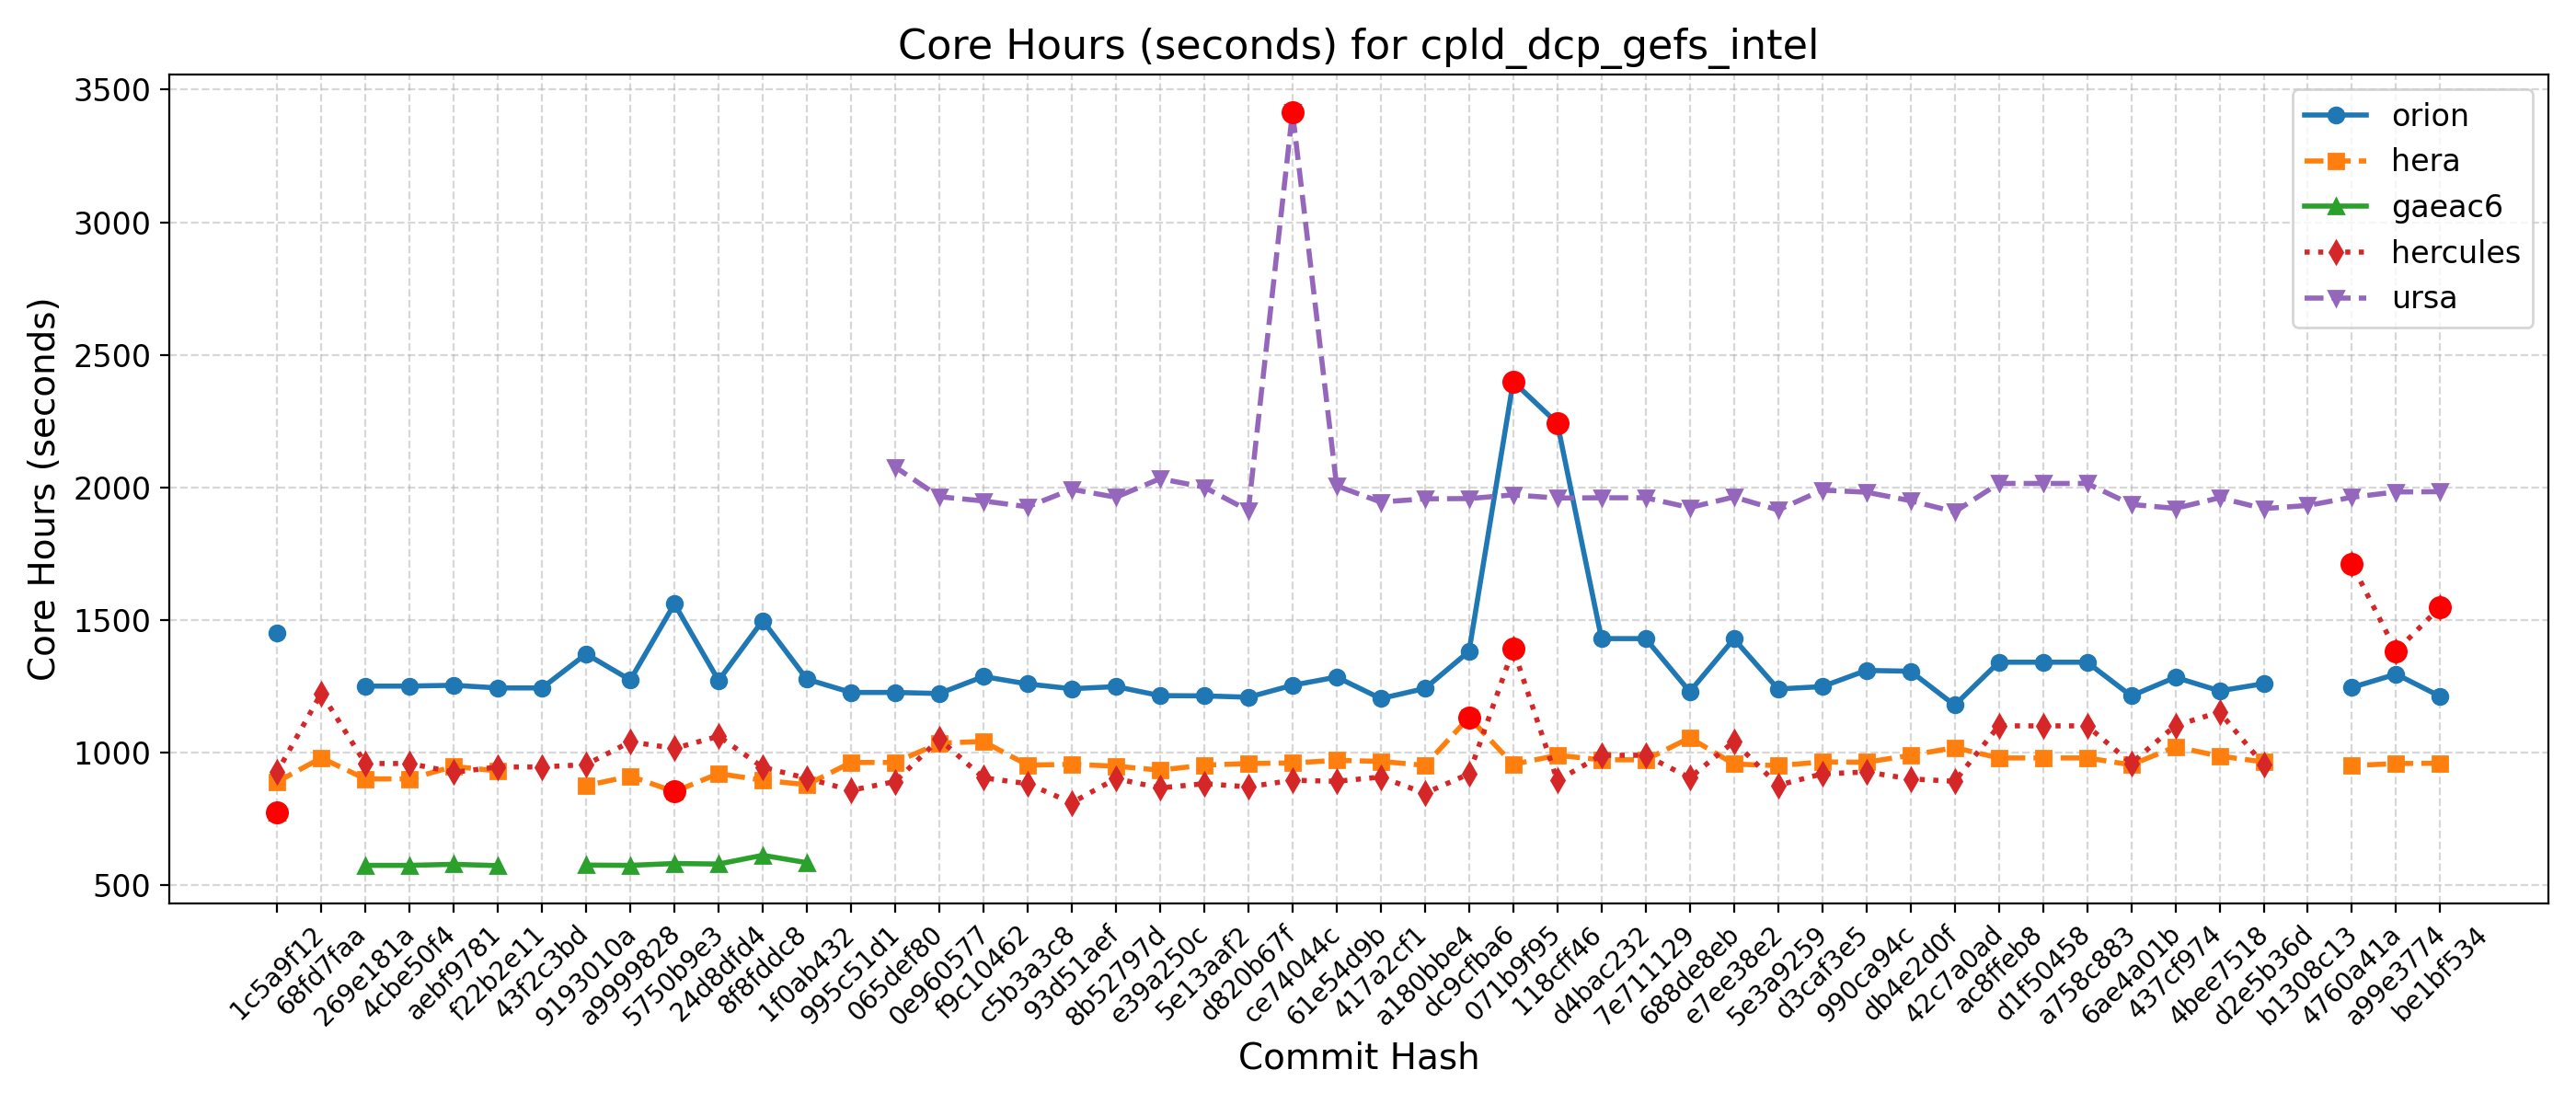 Core Hours (seconds) for cpld_dcp_gefs_intel
Core Hours (seconds)
3500
3000
2500
2000
1500
1000
500
orion
hera
gaeac6
hercules
ursa
1c5a9f12
68fd7faa
269e181a
4cbe50f4
aebf9781
f22b2e11
43f2c3bd
9193010a
a9999828
5750b9e3
24d8dfd4
8f8fddc8
1f0ab432
995c51d1
065def80
0e960577
f9c10462
c5b3a3c8
93d51aef
8b52797d
e39a250c
5e13aaf2
d820b67f
ce74044c
61e54d9b
417a2cf1
a180bbe4
dc9cfba6
071b9f95
118cff46
d4bac232
7e711129
688de8eb
e7ee38e2
5e3a9259
d3caf3e5
990ca94c
db4e2d0f
42c7a0ad
ac8ffeb8
d1f50458
a758c883
6ae4a01b
437cf974
4bee7518
d2e5b36d
b1308c13
4760a41a
a99e3774
be1bf534
Commit Hash